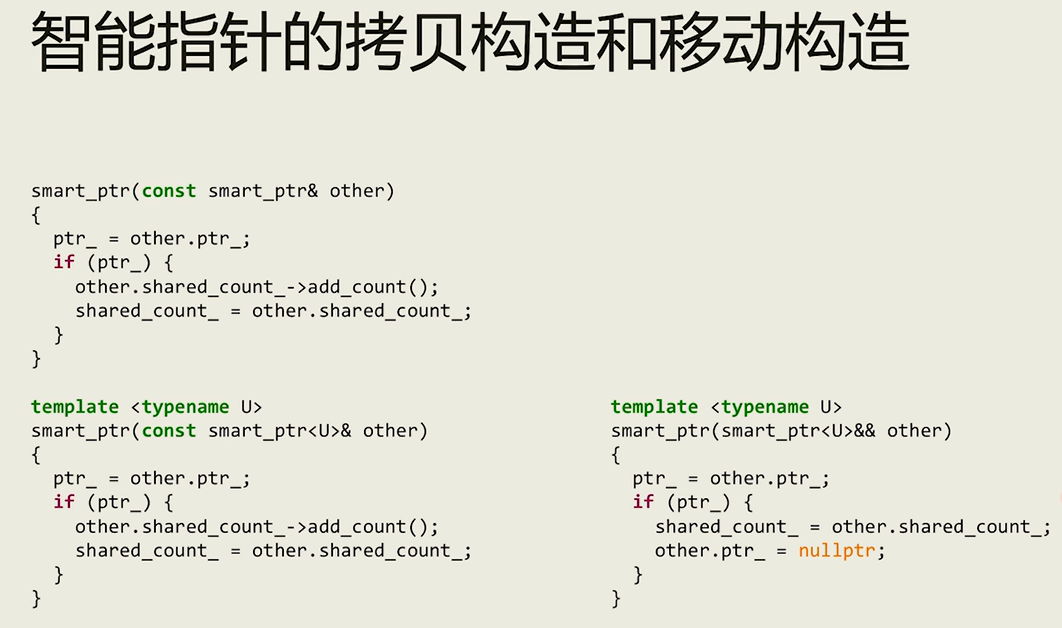 智能指针的拷贝构造和移动构造
smart_ptr(const smart_ptr& other)
{
  ptr_ = other.ptr_;
  if (ptr_) {
    other.shared_count_->add_count();
    shared_count_ = other.shared_count_;
  }
}
template <typename U>
smart_ptr(const smart_ptr<U>& other)
{
  ptr_ = other.ptr_;
  if (ptr_) {
    other.shared_count_->add_count();
    shared_count_ = other.shared_count_;
  }
}
template <typename U>
smart_ptr(smart_ptr<U>&& other)
{
  ptr_ = other.ptr_;
  if (ptr_) {
    shared_count_ = other.shared_count_;
    other.ptr_ = nullptr;
  }
}